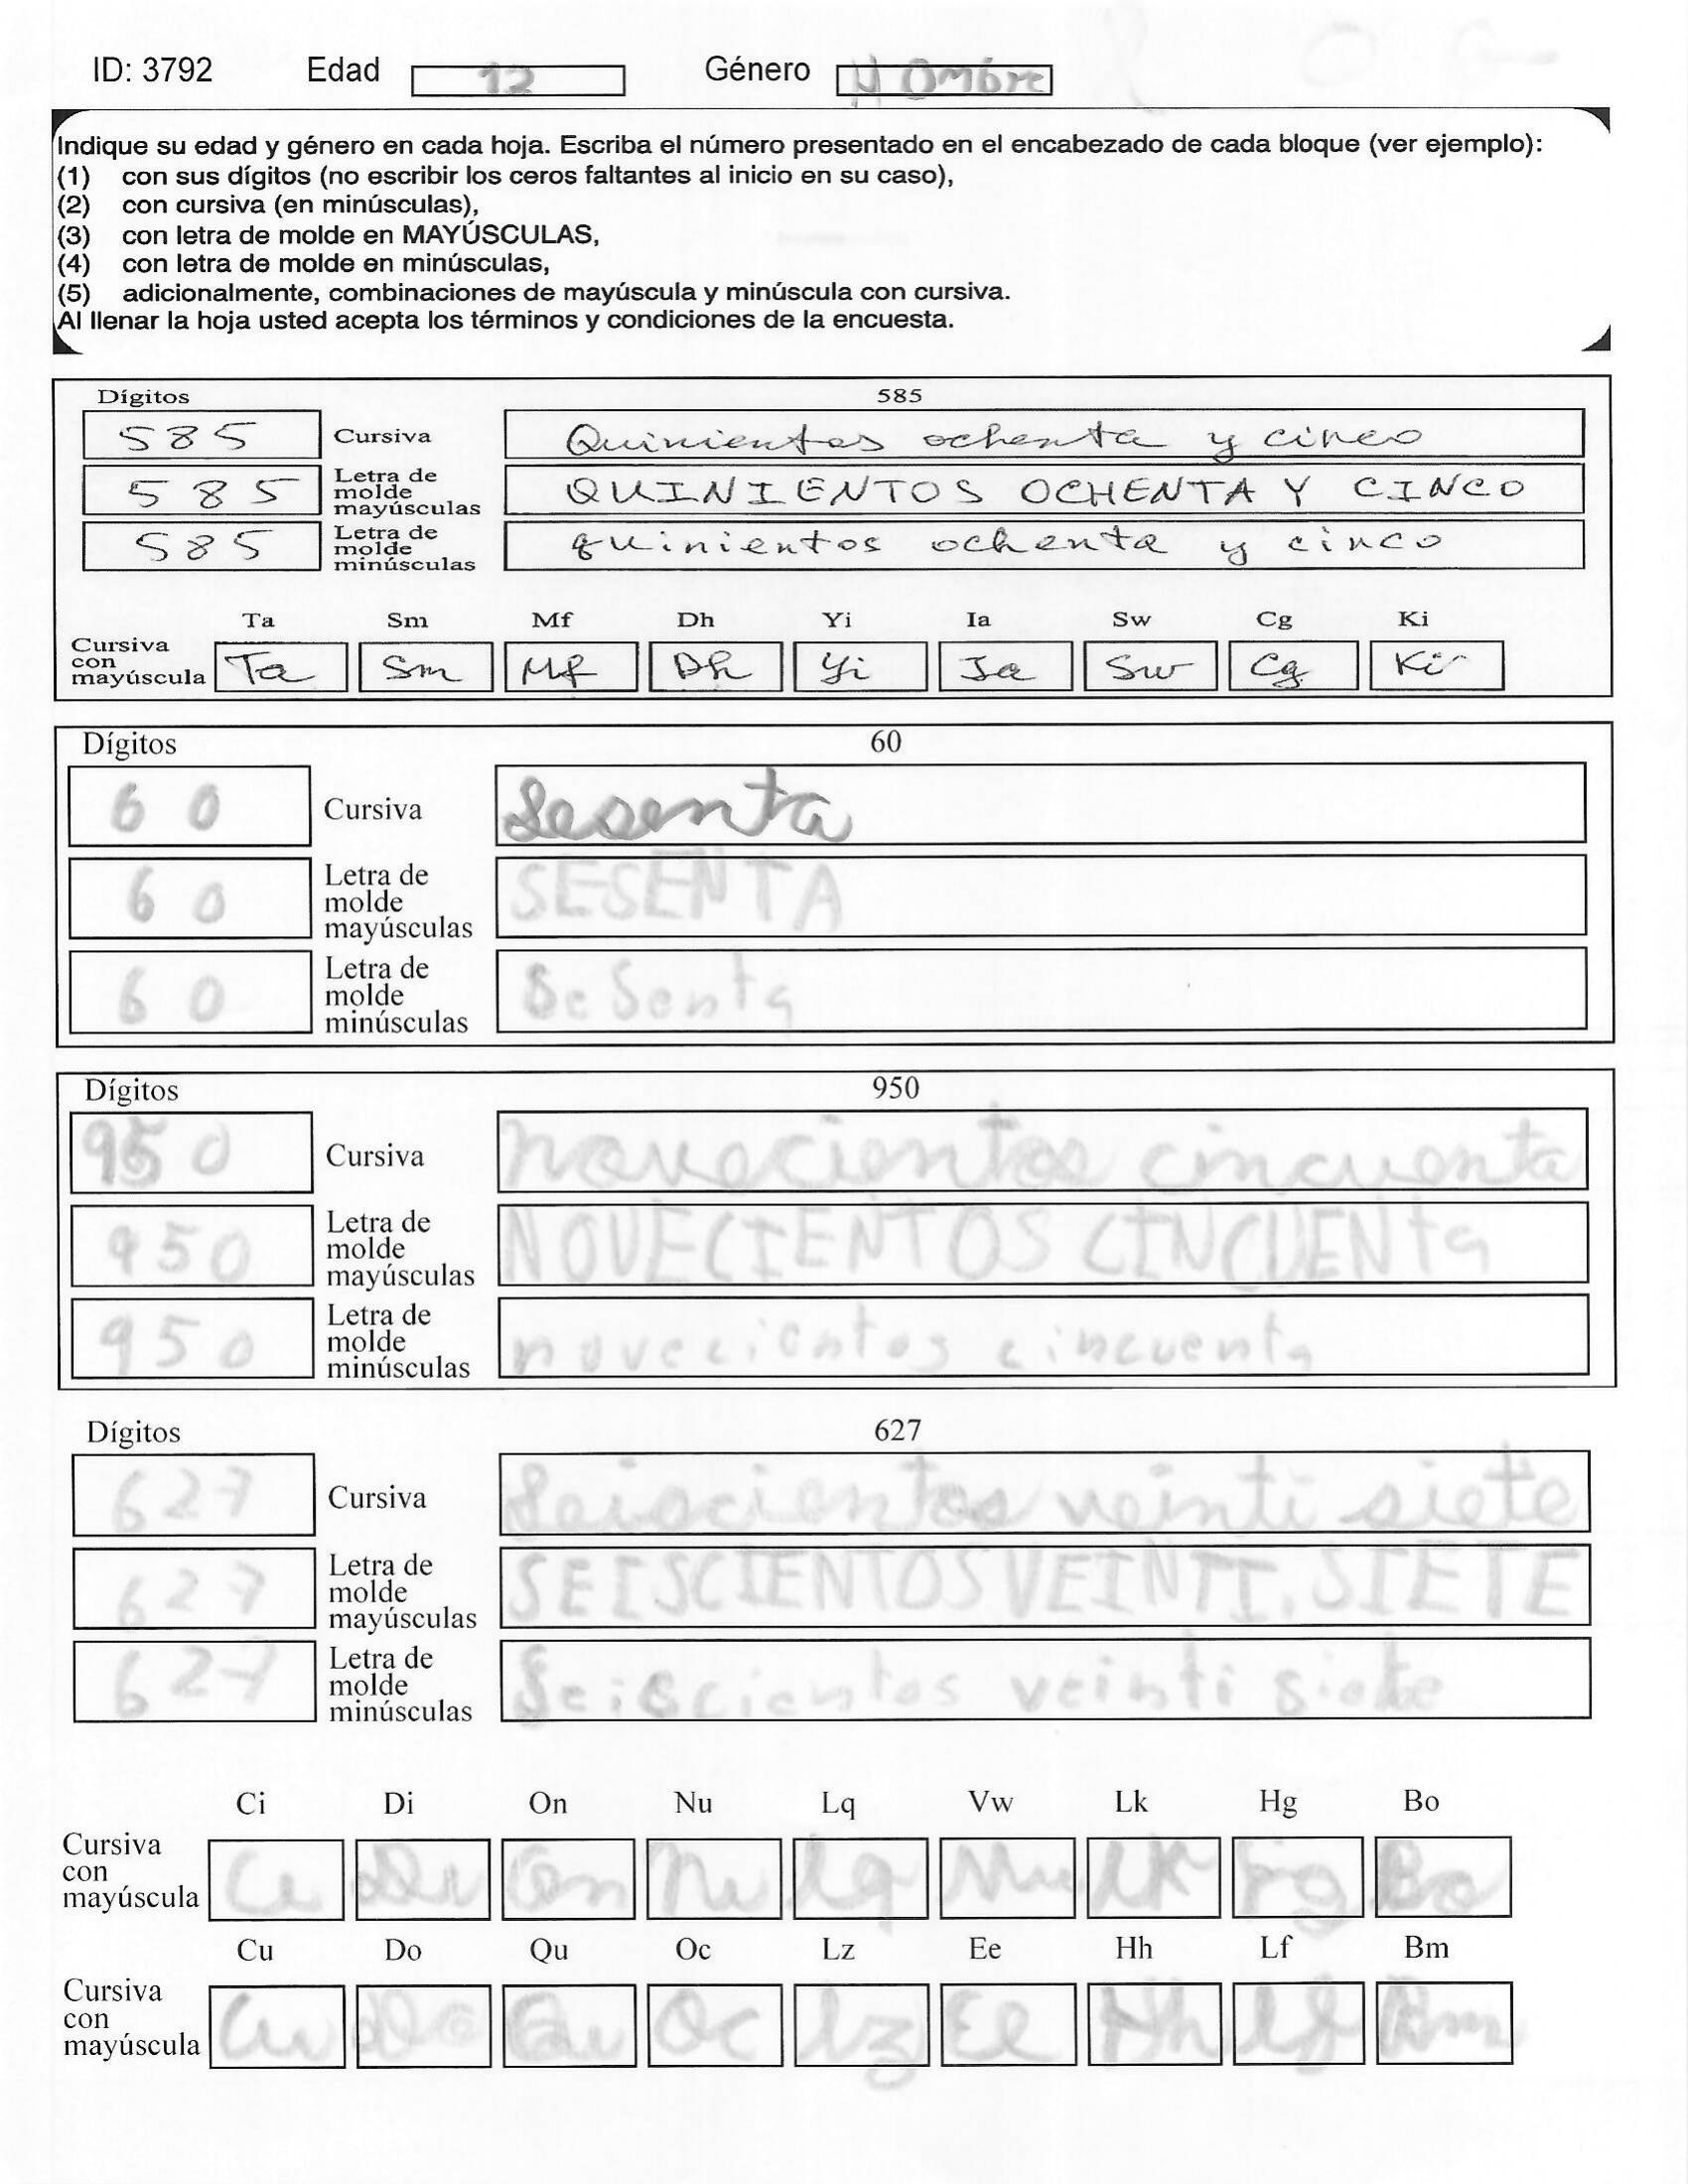 ID: 3792 Edad 12 Género HOmbre
Indique su edad y género en cada hoja. Escriba el número presentado en el encabezado de cada bloque (ver ejemplo):
(1) con sus dígitos (no escribir los ceros faltantes al inicio en su caso),
(2) con cursiva (en minúsculas),
(3) con letra de molde en MAYÚSCULAS,
(4) con letra de molde en minúsculas,
(5) adicionalmente, combinaciones de mayúscula y minúscula con cursiva.
Al llenar la hoja usted acepta los términos y condiciones de la encuesta.
Dígitos 585
585 Cursiva Quinientos ochenta y cinco
585 Letra de molde mayúsculas QUINIENTOS OCHENTA Y CINCO
585 Letra de molde minúsculas quinientos ochenta y cinco
Ta Sm Mf Dh Yi Ia Sw Cg Ki
Cursiva con mayúscula Ta Sm Mf Dh Yi Ia Sw Cg Ki
Dígitos 60
60 Cursiva Sesenta
60 Letra de molde mayúsculas SESENTA
60 Letra de molde minúsculas SeSenta
Dígitos 950
950 Cursiva novecientos cincuenta
950 Letra de molde mayúsculas NOVECIENTOS CINCUENta
950 Letra de molde minúsculas novecientos cincuenta
Dígitos 627
627 Cursiva Seiscientos veinti siete
627 Letra de molde mayúsculas SEISCIENTOS VEINTI SIETE
627 Letra de molde minúsculas Seiscientos veinti siete
Ci Di On Nu Lq Vw Lk Hg Bo
Cursiva con mayúscula Ci Di On Nu Lq Lk Bo
Cu Do Qu Oc Lz Ee Hh Lf Bm
Cursiva con mayúscula Cu Do Qu Oc Lz Ee Hh Lf Bm